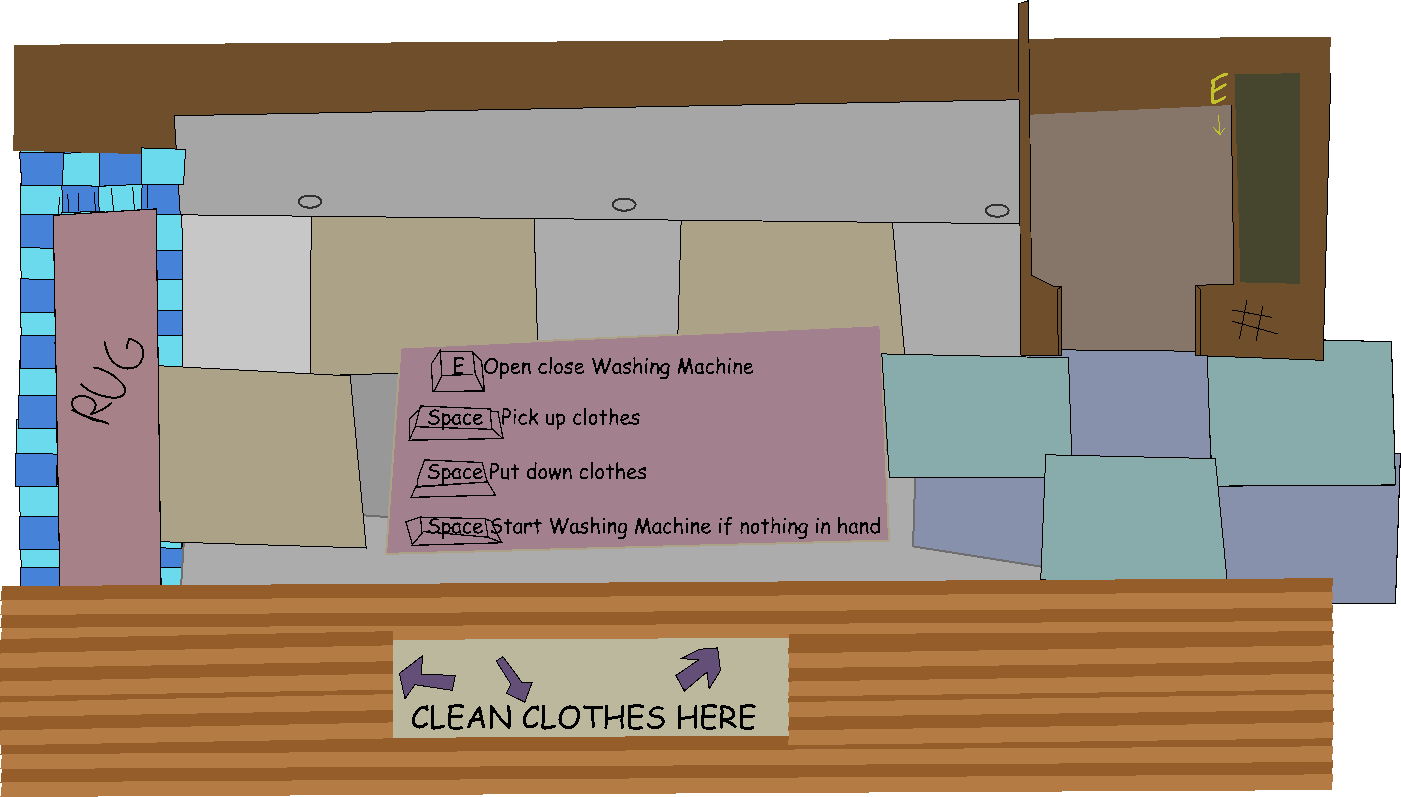 E
E Open close Washing Machine
RUG
Space Pick up clothes
Space Put down clothes
Space Start Washing Machine if nothing in hand
CLEAN CLOTHES HERE